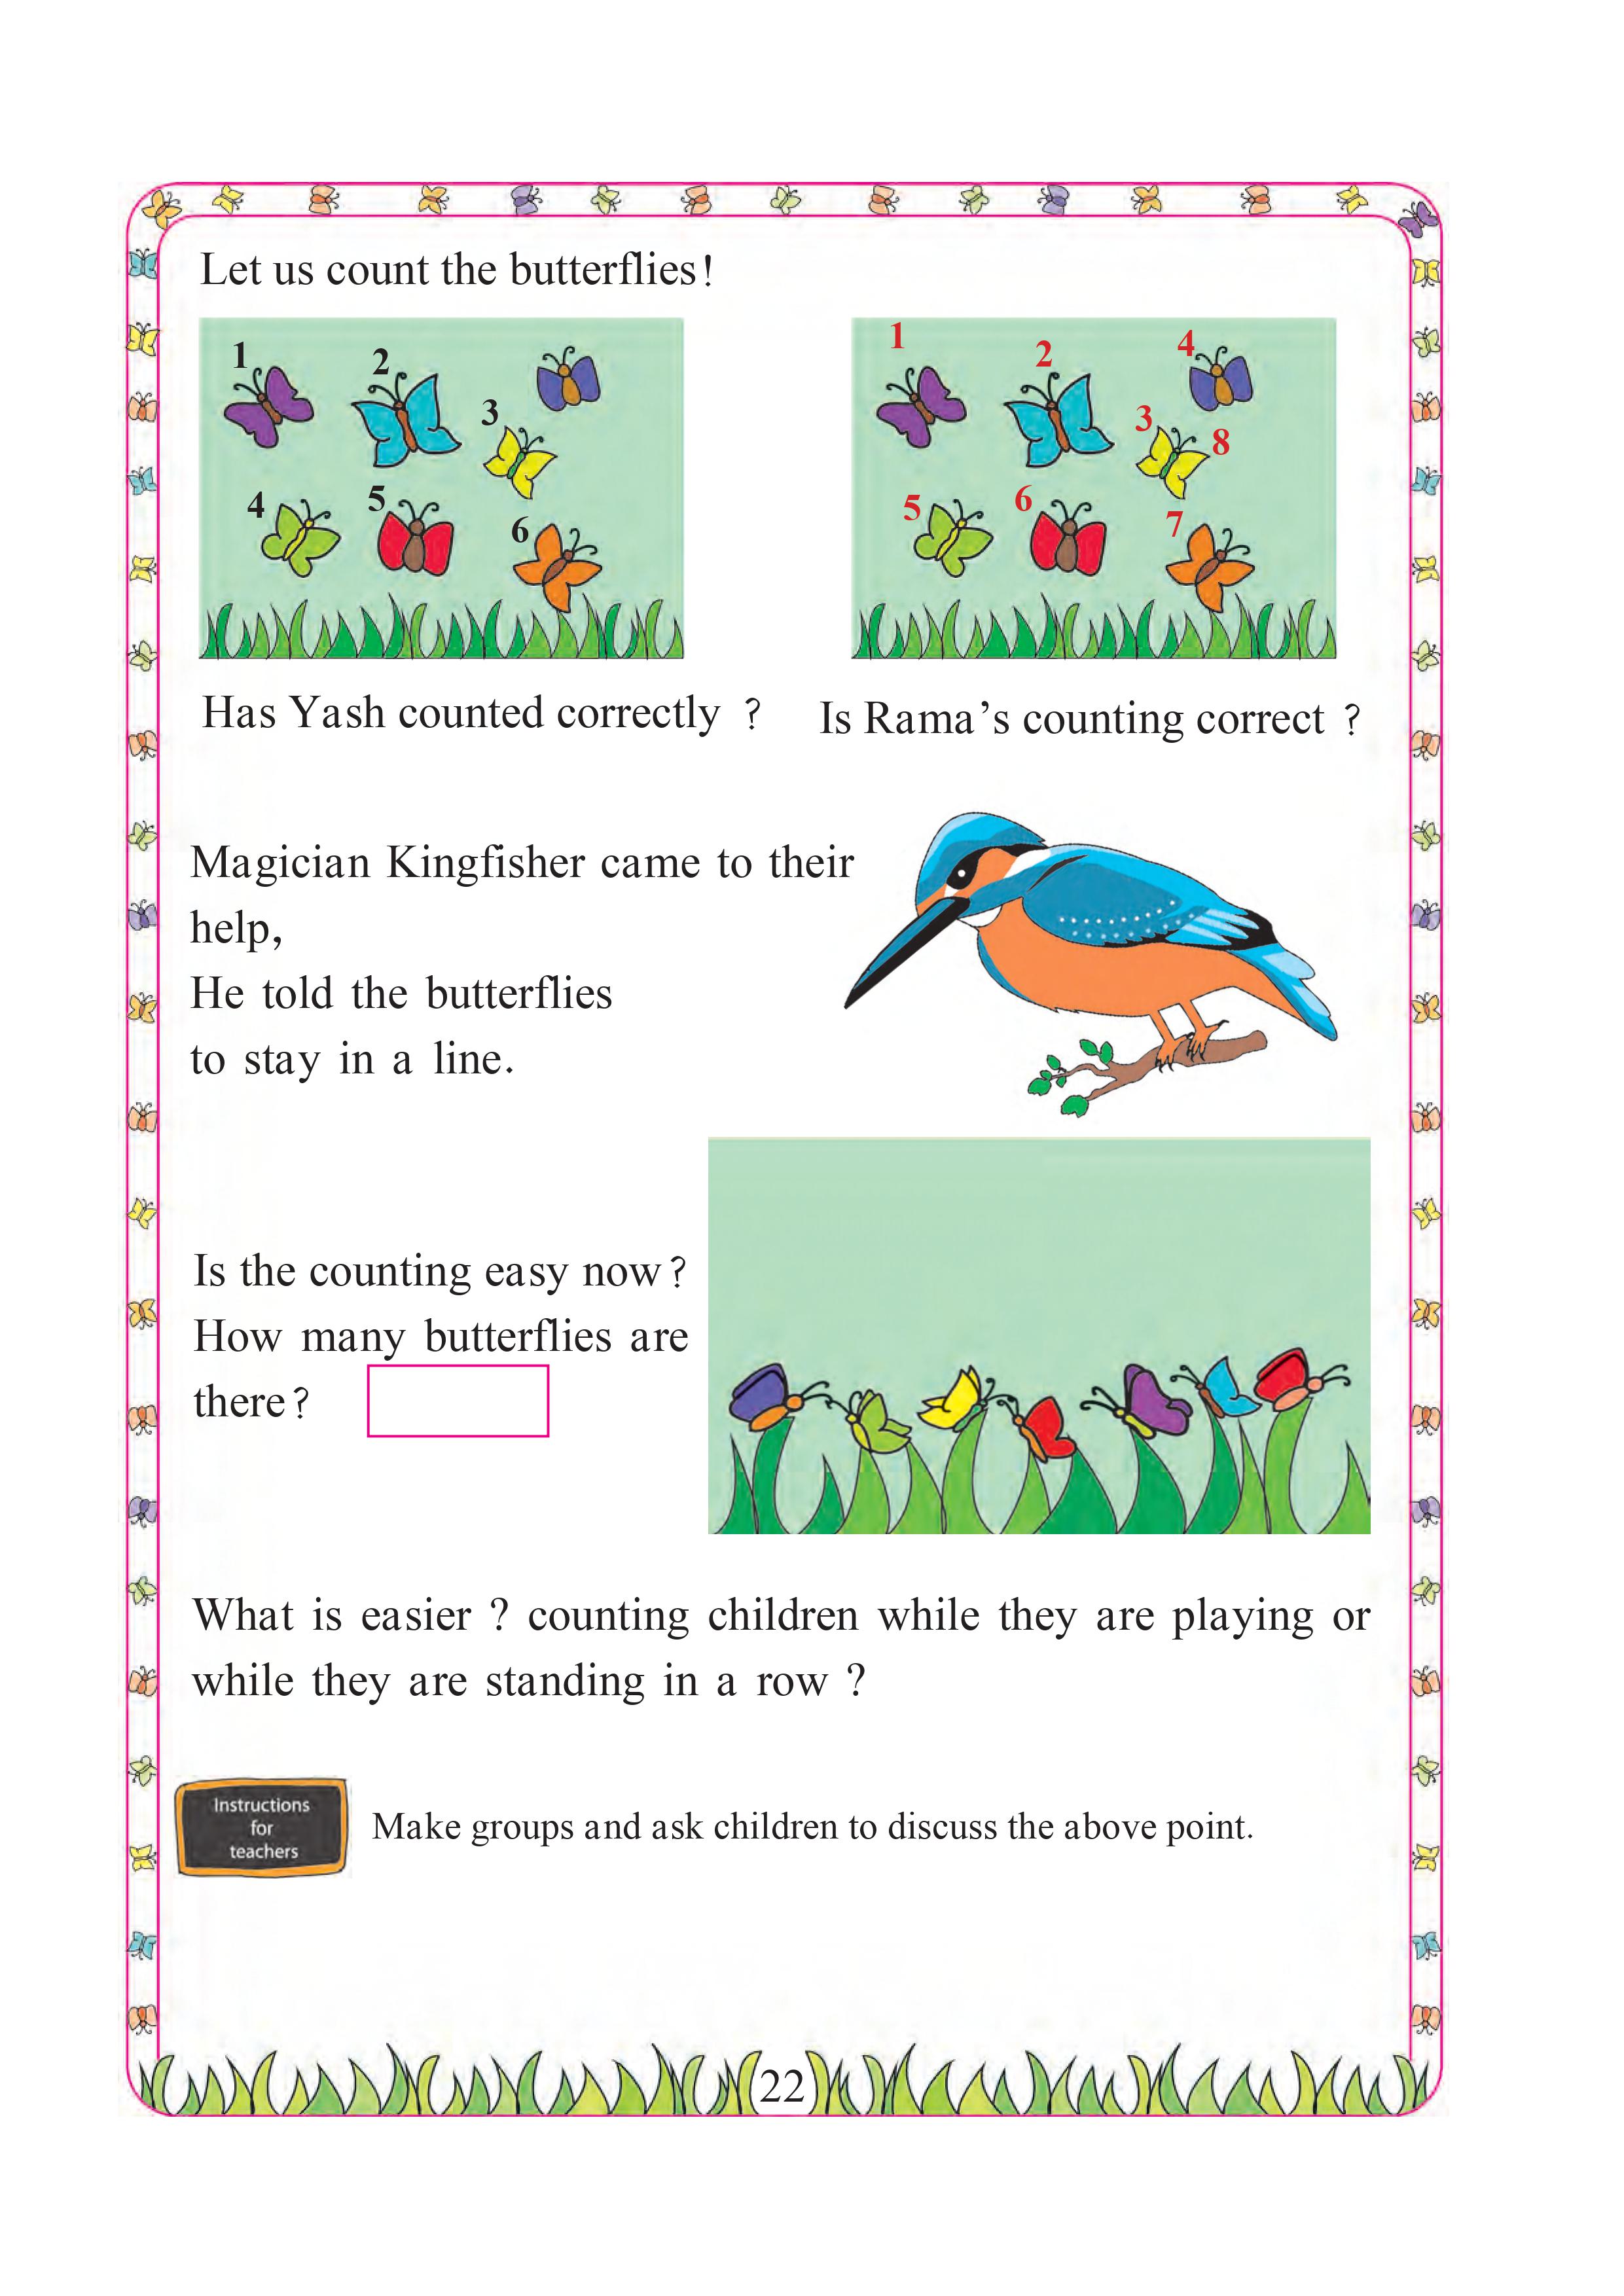 Let us count the butterflies!
1
2
3
4
5
6
1
2
4
3
8
5
6
7
Has Yash counted correctly ?
Is Rama's counting correct ?
Magician Kingfisher came to their
help,
He told the butterflies
to stay in a line.
Is the counting easy now?
How many butterflies are
there?
What is easier ? counting children while they are playing or
while they are standing in a row ?
Instructions
for
teachers
Make groups and ask children to discuss the above point.
22